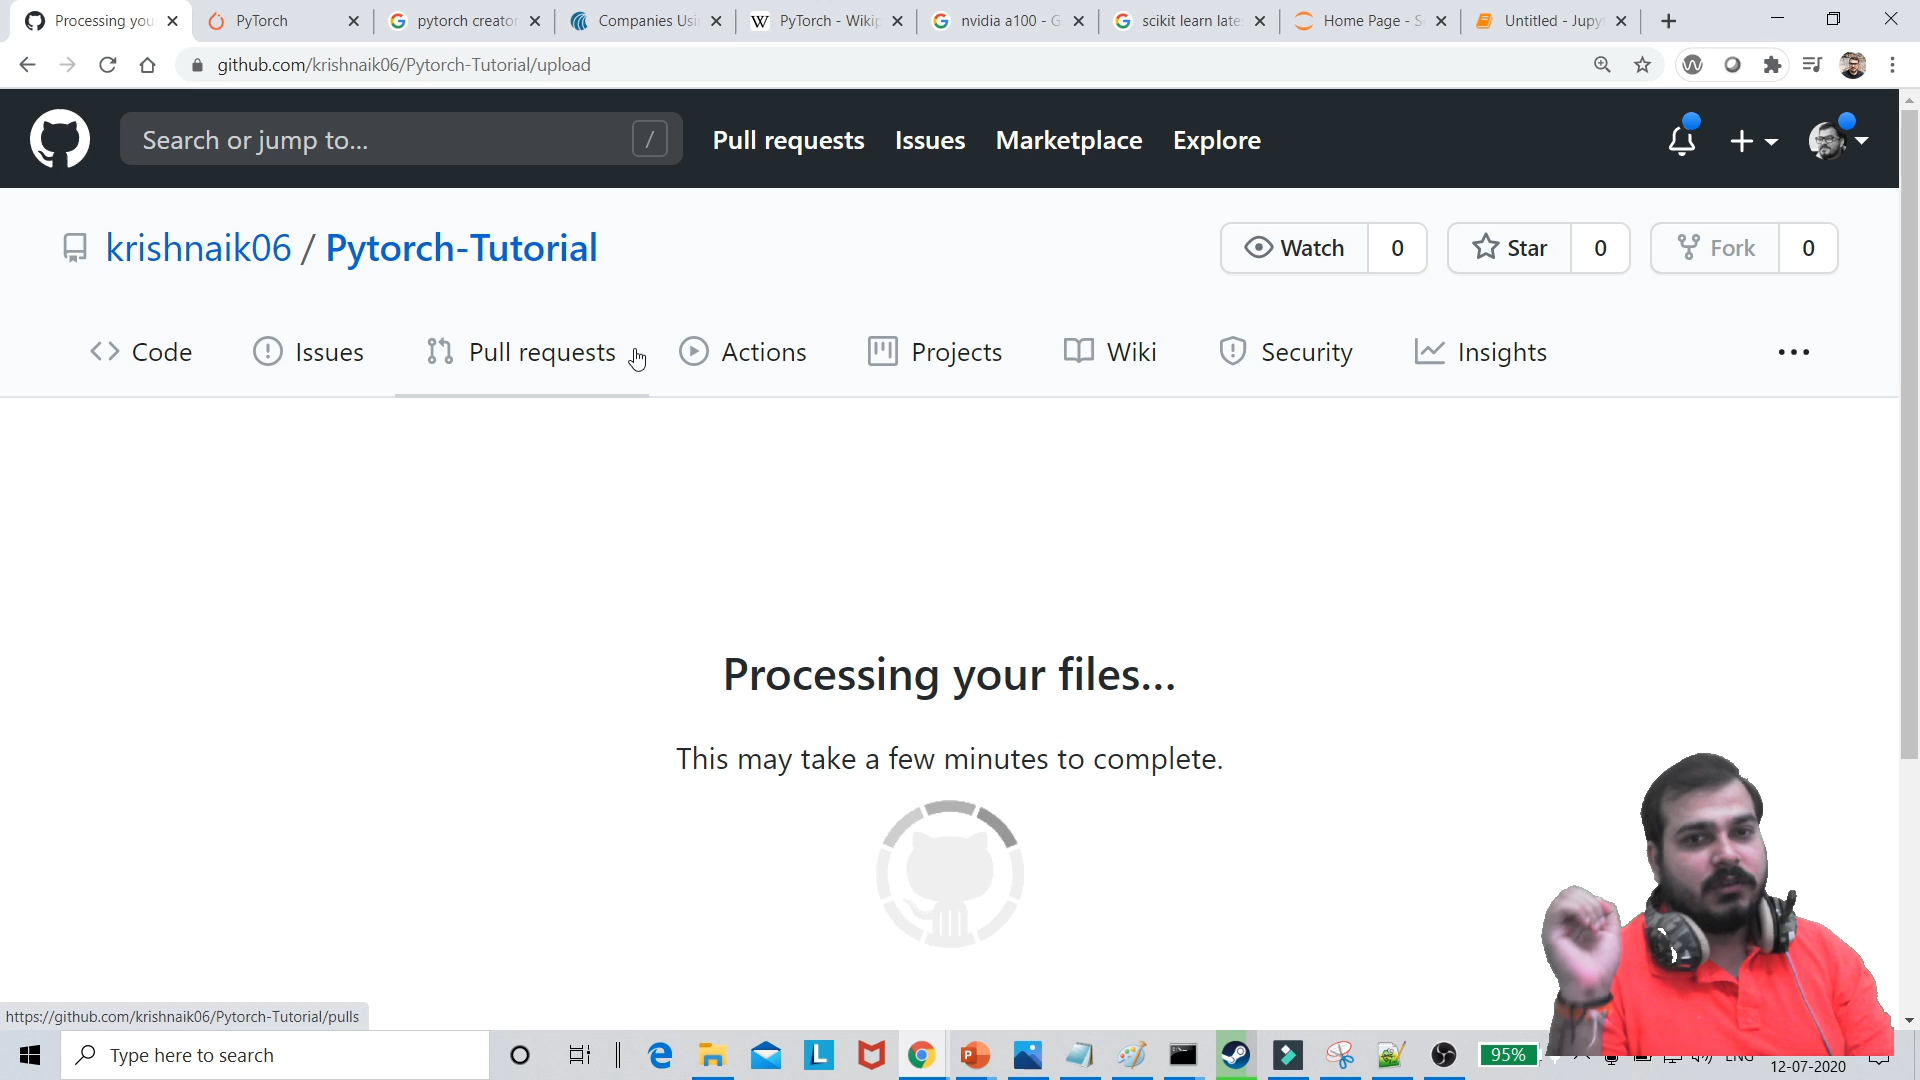 Processing you
PyTorch
pytorch creator
Companies Usi
PyTorch - Wikip
nvidia a100 - G
scikit learn late
Home Page - S
Untitled - Jupy
github.com/krishnaik06/Pytorch-Tutorial/upload
Search or jump to...
/
Pull requests
Issues
Marketplace
Explore
krishnaik06 / Pytorch-Tutorial
Watch 0
Star 0
Fork 0
Code
Issues
Pull requests
Actions
Projects
Wiki
Security
Insights
Processing your files...
This may take a few minutes to complete.
https://github.com/krishnaik06/Pytorch-Tutorial/pulls
Type here to search
95%
ENG
12-07-2020